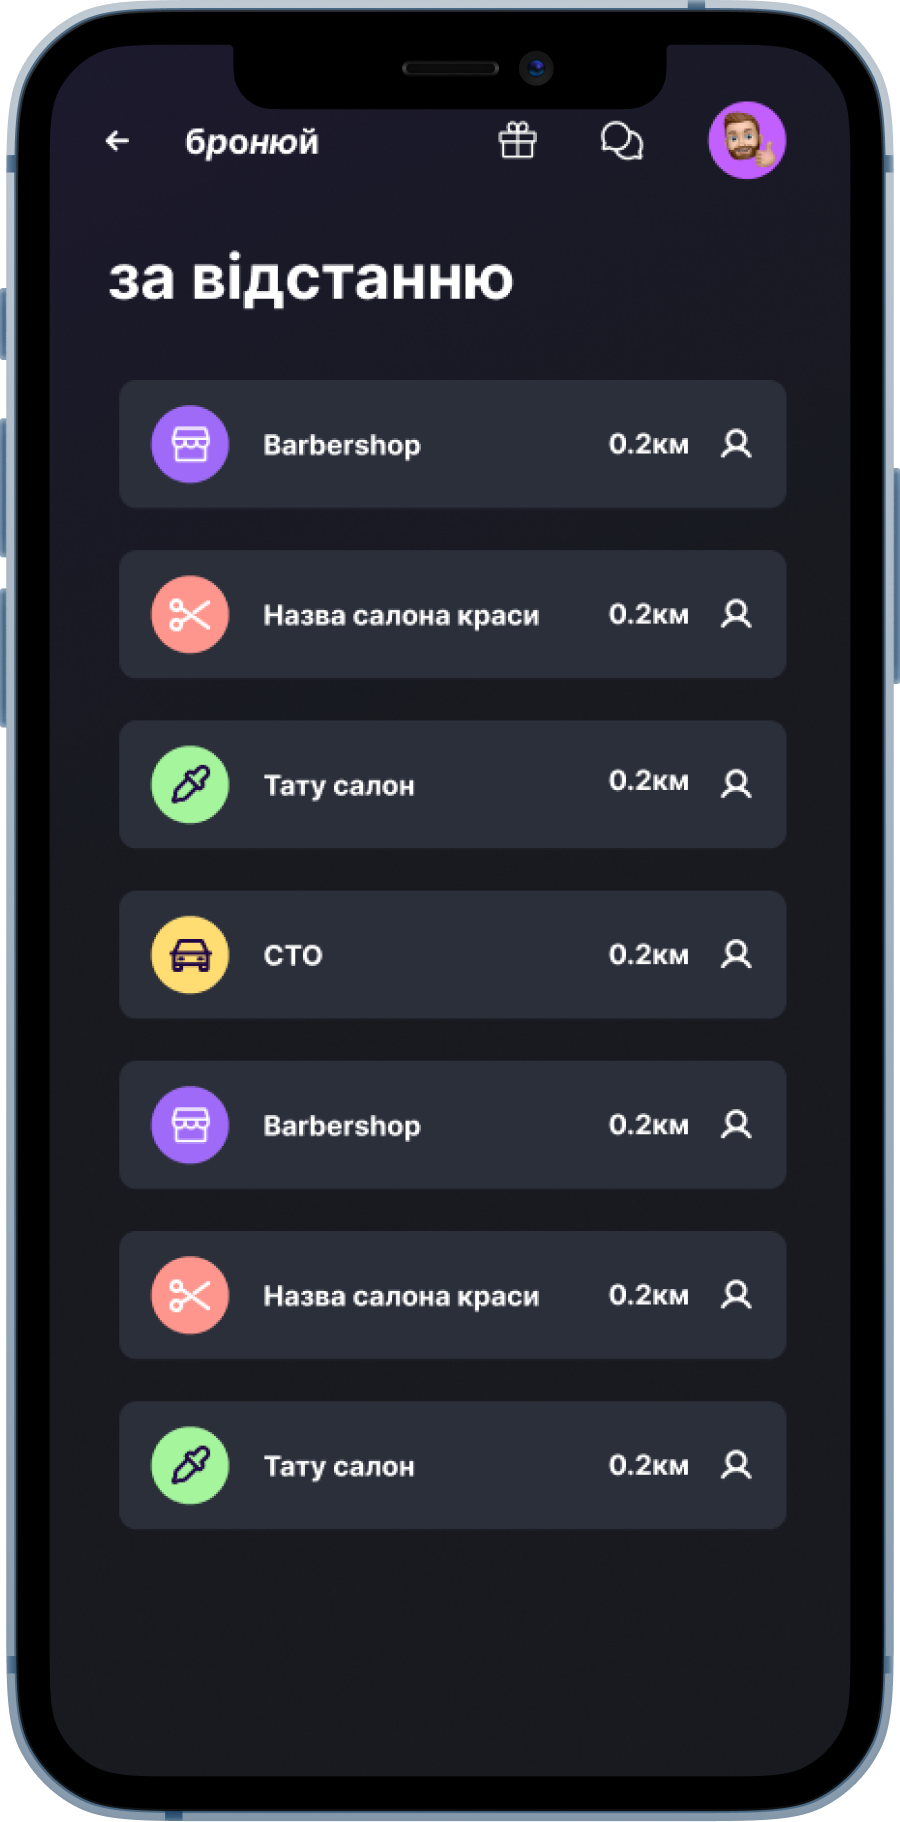 бронюй
за відстанню
Barbershop 0.2км
Назва салона краси 0.2км
Тату салон 0.2км
СТО 0.2км
Barbershop 0.2км
Назва салона краси 0.2км
Тату салон 0.2км